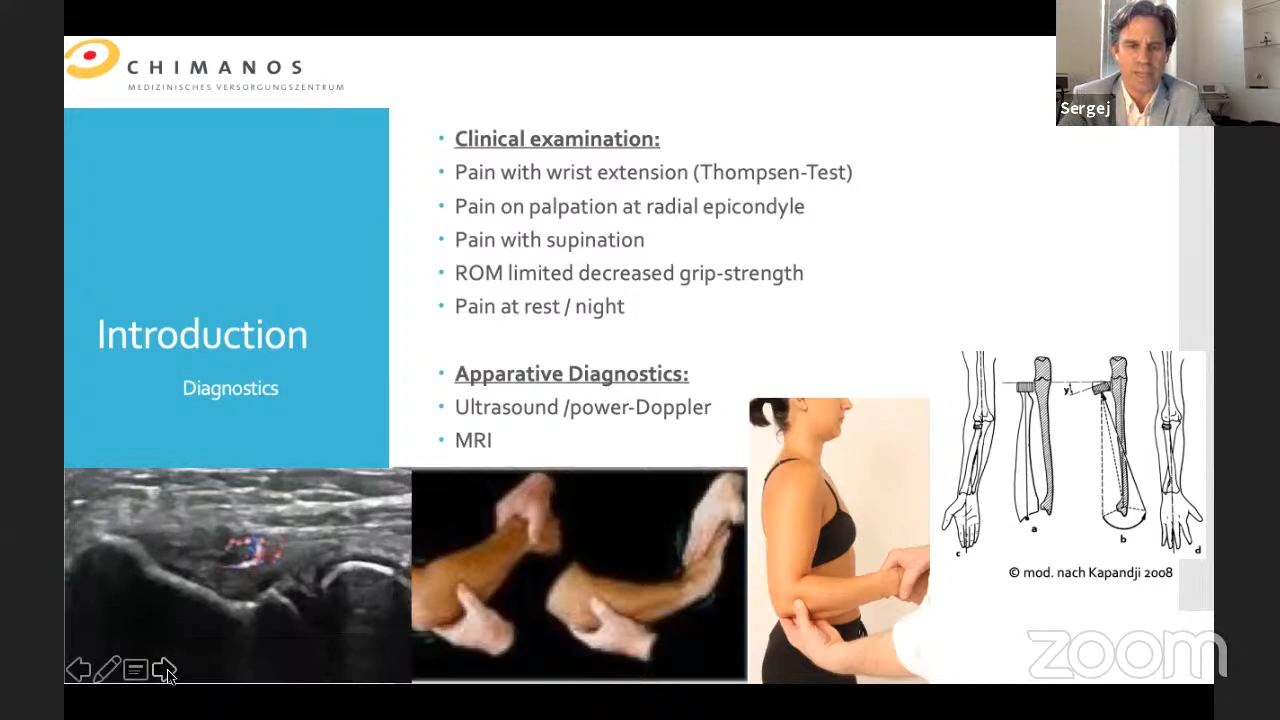 CHIMANOS
MEDIZINISCHES VERSORGUNGSZENTRUM
Sergej
Introduction
Diagnostics
• Clinical examination:
• Pain with wrist extension (Thompsen-Test)
• Pain on palpation at radial epicondyle
• Pain with supination
• ROM limited decreased grip-strength
• Pain at rest / night
• Apparative Diagnostics:
• Ultrasound /power-Doppler
• MRI
y
a
b
c
d
© mod. nach Kapandji 2008
zoom